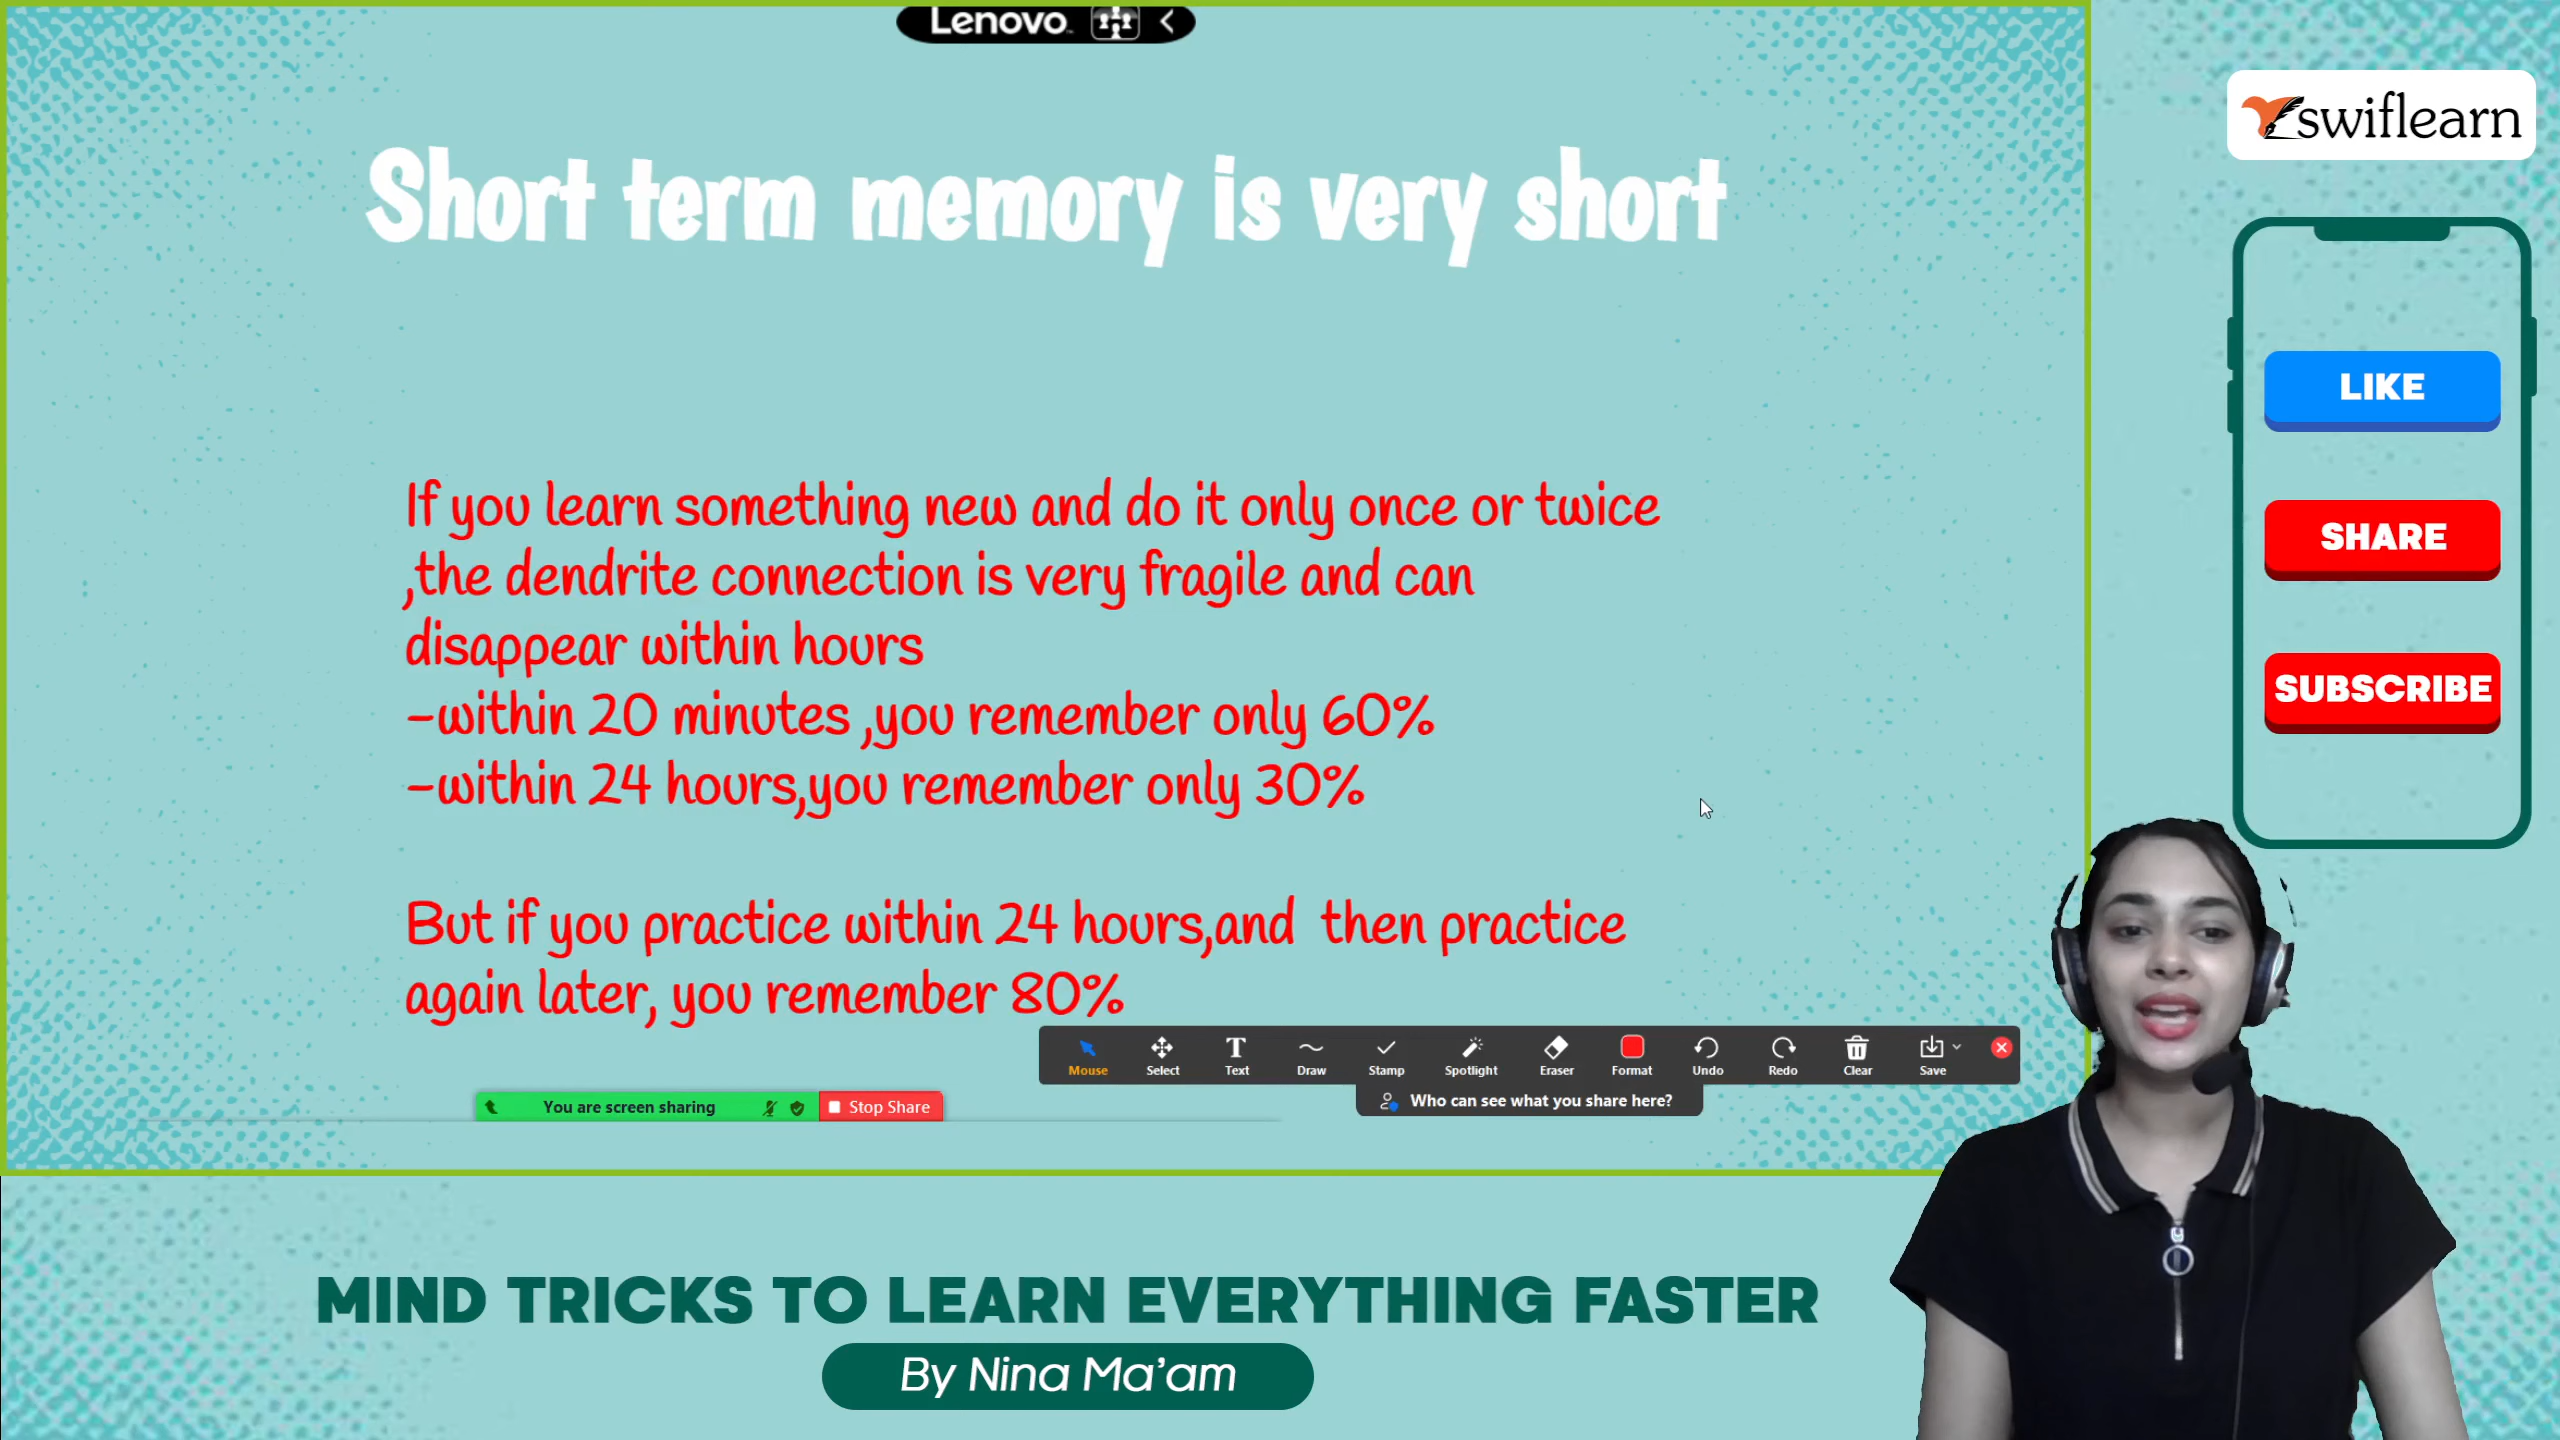 Lenovo
swiflearn
Short term memory is very short
LIKE
SHARE
SUBSCRIBE
If you learn something new and do it only once or twice
,the dendrite connection is very fragile and can
disappear within hours
-within 20 minutes ,you remember only 60%
-within 24 hours,you remember only 30%
But if you practice within 24 hours,and then practice
again later, you remember 80%
Mouse Select Text Draw Stamp Spotlight Eraser Format Undo Redo Clear Save
You are screen sharing Stop Share
Who can see what you share here?
MIND TRICKS TO LEARN EVERYTHING FASTER
By Nina Ma'am